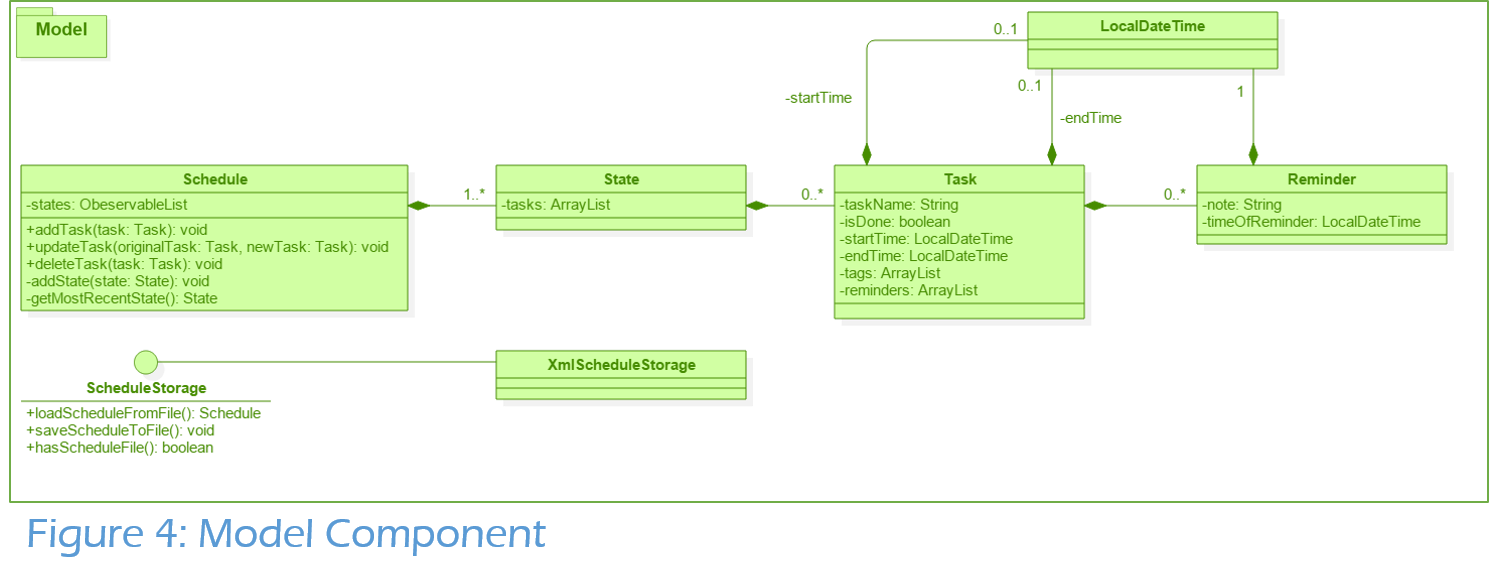 Model
LocalDateTime
0..1
-startTime
0..1
-endTime
1
Schedule
-states: ObeservableList
+addTask(task: Task): void
+updateTask(originalTask: Task, newTask: Task): void
+deleteTask(task: Task): void
-addState(state: State): void
-getMostRecentState(): State
1..*
State
-tasks: ArrayList
0..*
Task
-taskName: String
-isDone: boolean
-startTime: LocalDateTime
-endTime: LocalDateTime
-tags: ArrayList
-reminders: ArrayList
0..*
Reminder
-note: String
-timeOfReminder: LocalDateTime
ScheduleStorage
+loadScheduleFromFile(): Schedule
+saveScheduleToFile(): void
+hasScheduleFile(): boolean
XmlScheduleStorage
Figure 4: Model Component